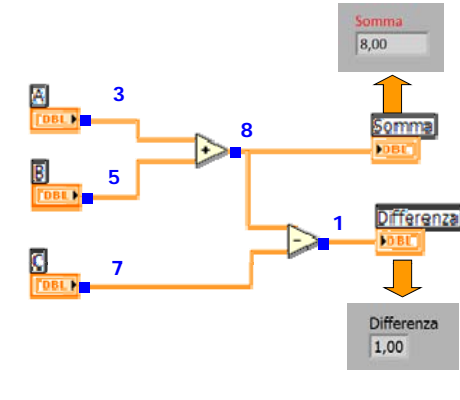 Somma
8,00
A
3
DBL
8
Somma
DBL
B
5
DBL
1
Differenza
DBL
C
7
DBL
Differenza
1,00